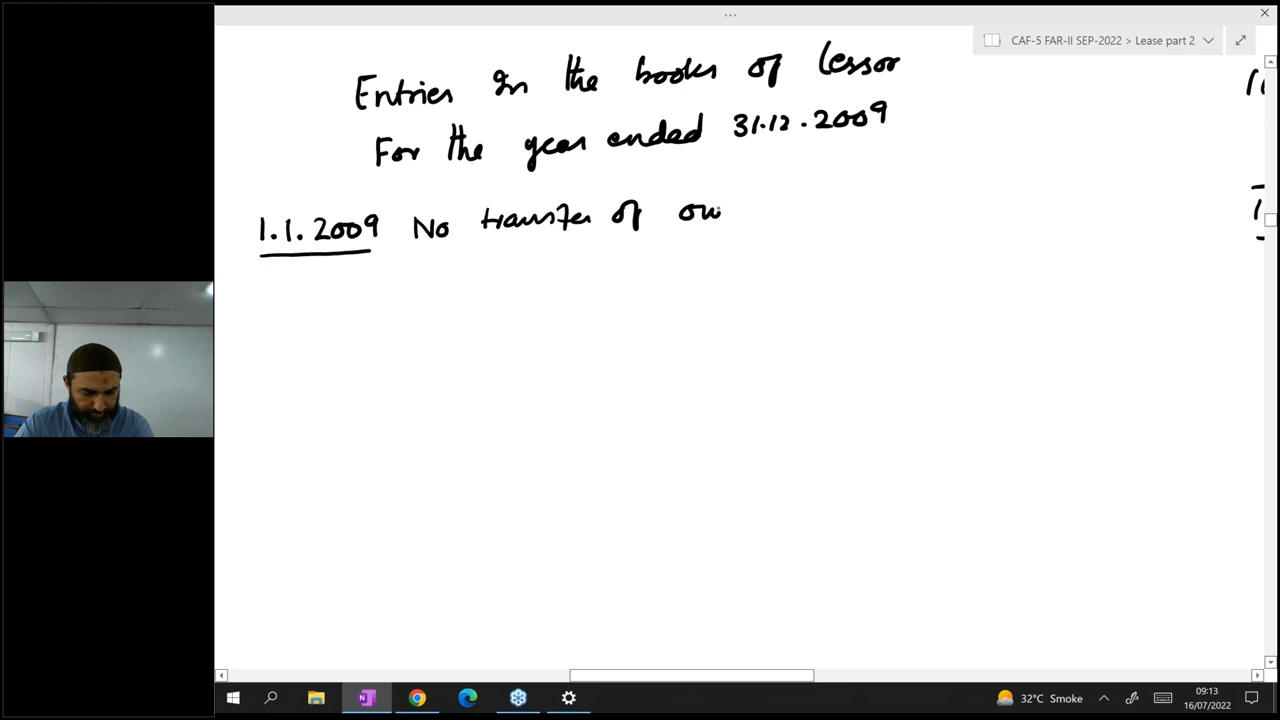 CAF-5 FAR-II SEP-2022 > Lease part 2
Entries in the books of lessor
For the year ended 31.12.2009
1.1.2009 No transfer of ow
32°C Smoke
09:13
16/07/2022